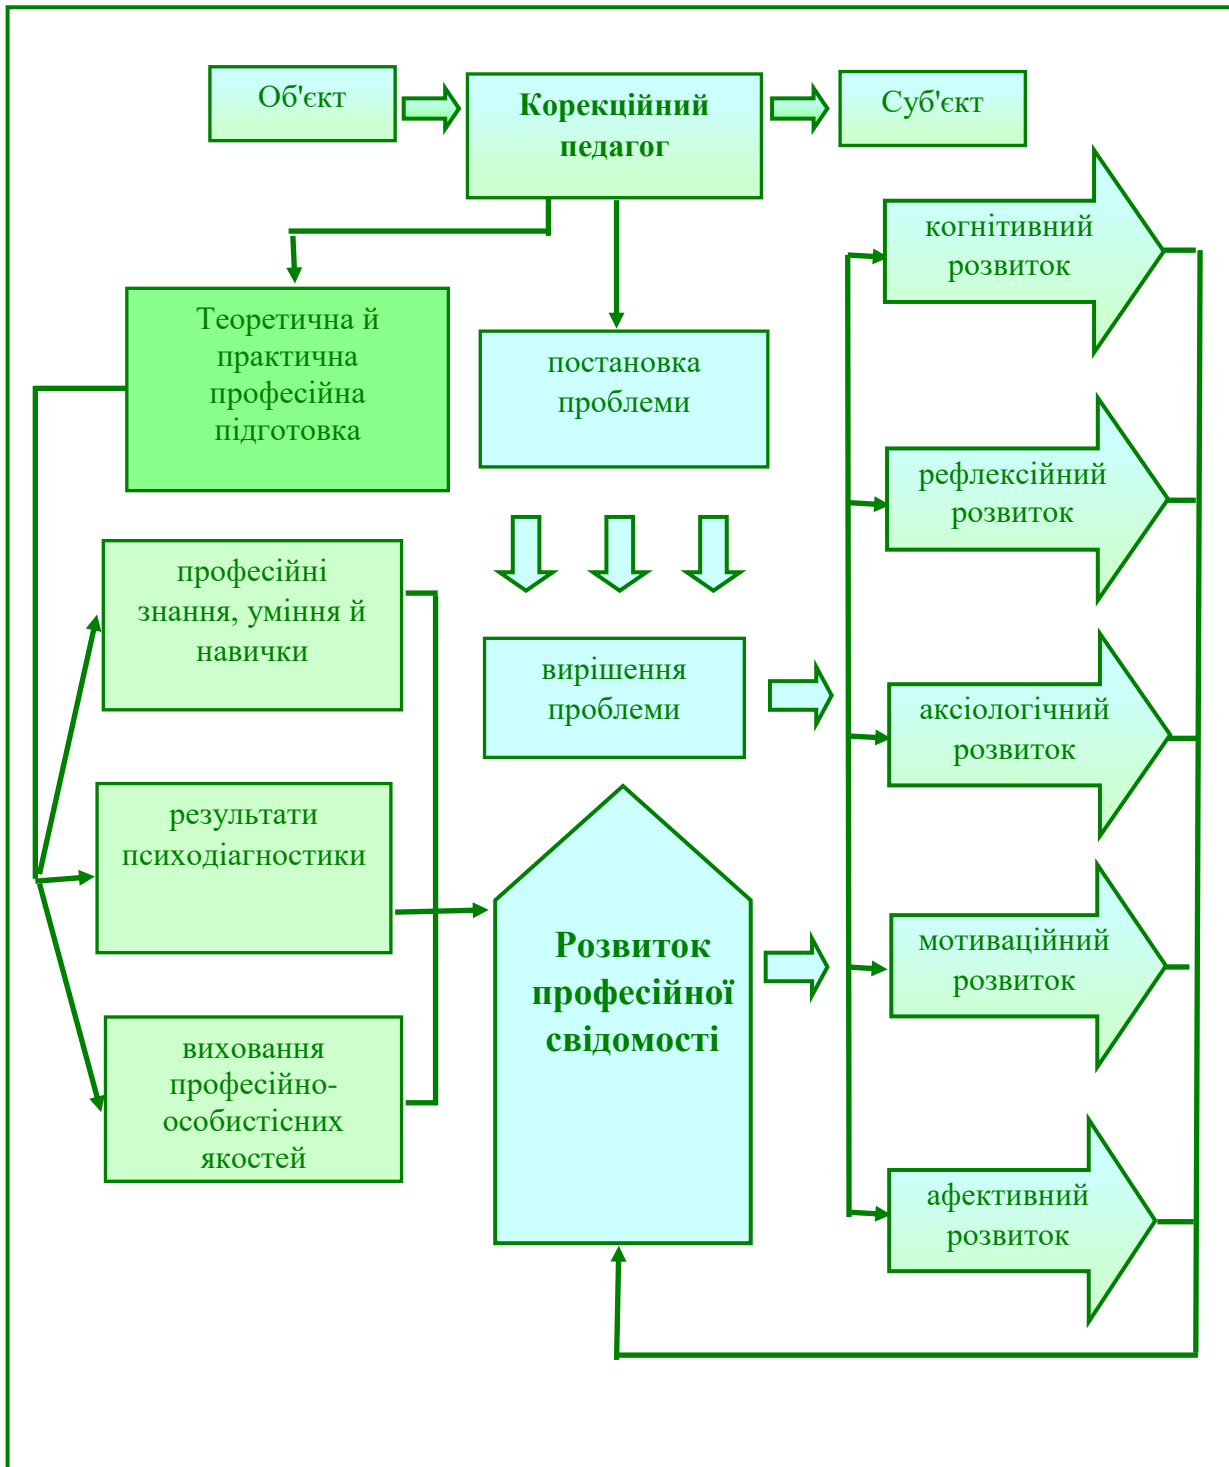 Об'єкт
Корекційний
педагог
Суб'єкт
когнітивний
розвиток
Теоретична й
практична
професійна
підготовка
постановка
проблеми
рефлексійний
розвиток
професійні
знання, уміння й
навички
вирішення
проблеми
аксіологічний
розвиток
результати
психодіагностики
Розвиток
професійної
свідомості
мотиваційний
розвиток
виховання
професійно-
особистісних
якостей
афективний
розвиток